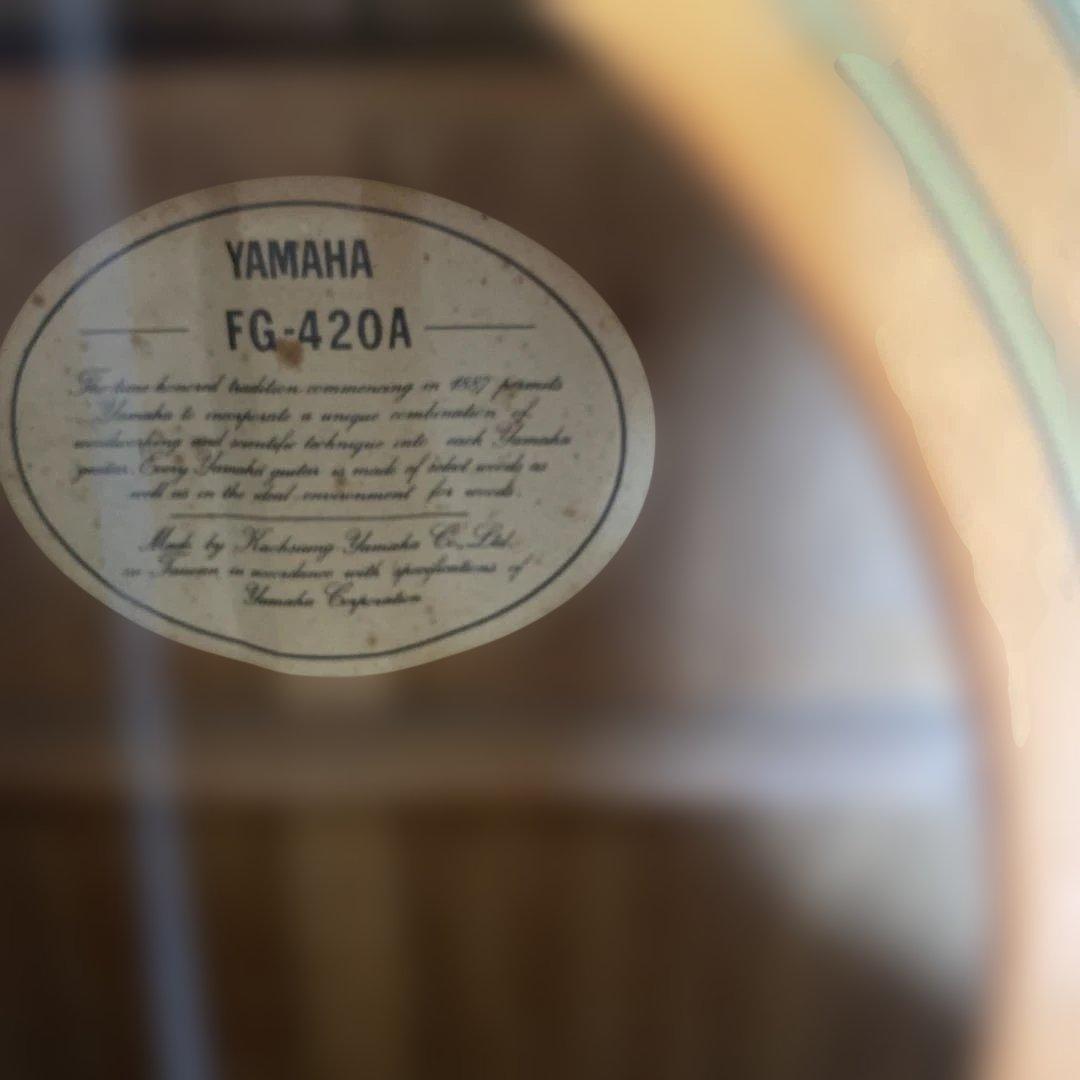 YAMAHA
FG-420A
The time honored tradition commencing in 1887 permits
Yamaha to incorporate a unique combination of
woodworking and scientific technique into each Yamaha
guitar. Every Yamaha guitar is made of select woods as
well as in the ideal environment for woods.
Made by Kaohsiung Yamaha Co., Ltd.
in Taiwan in accordance with specifications of
Yamaha Corporation